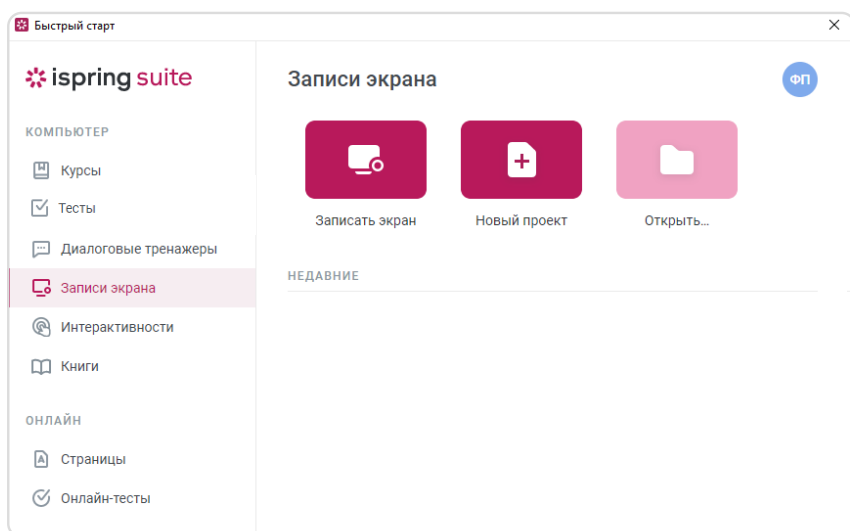 Быстрый старт
ispring suite
КОМПЬЮТЕР
Курсы
Тесты
Диалоговые тренажеры
Записи экрана
Интерактивности
Книги
ОНЛАЙН
Страницы
Онлайн-тесты
Записи экрана
ФП
Записать экран
Новый проект
Открыть...
НЕДАВНИЕ